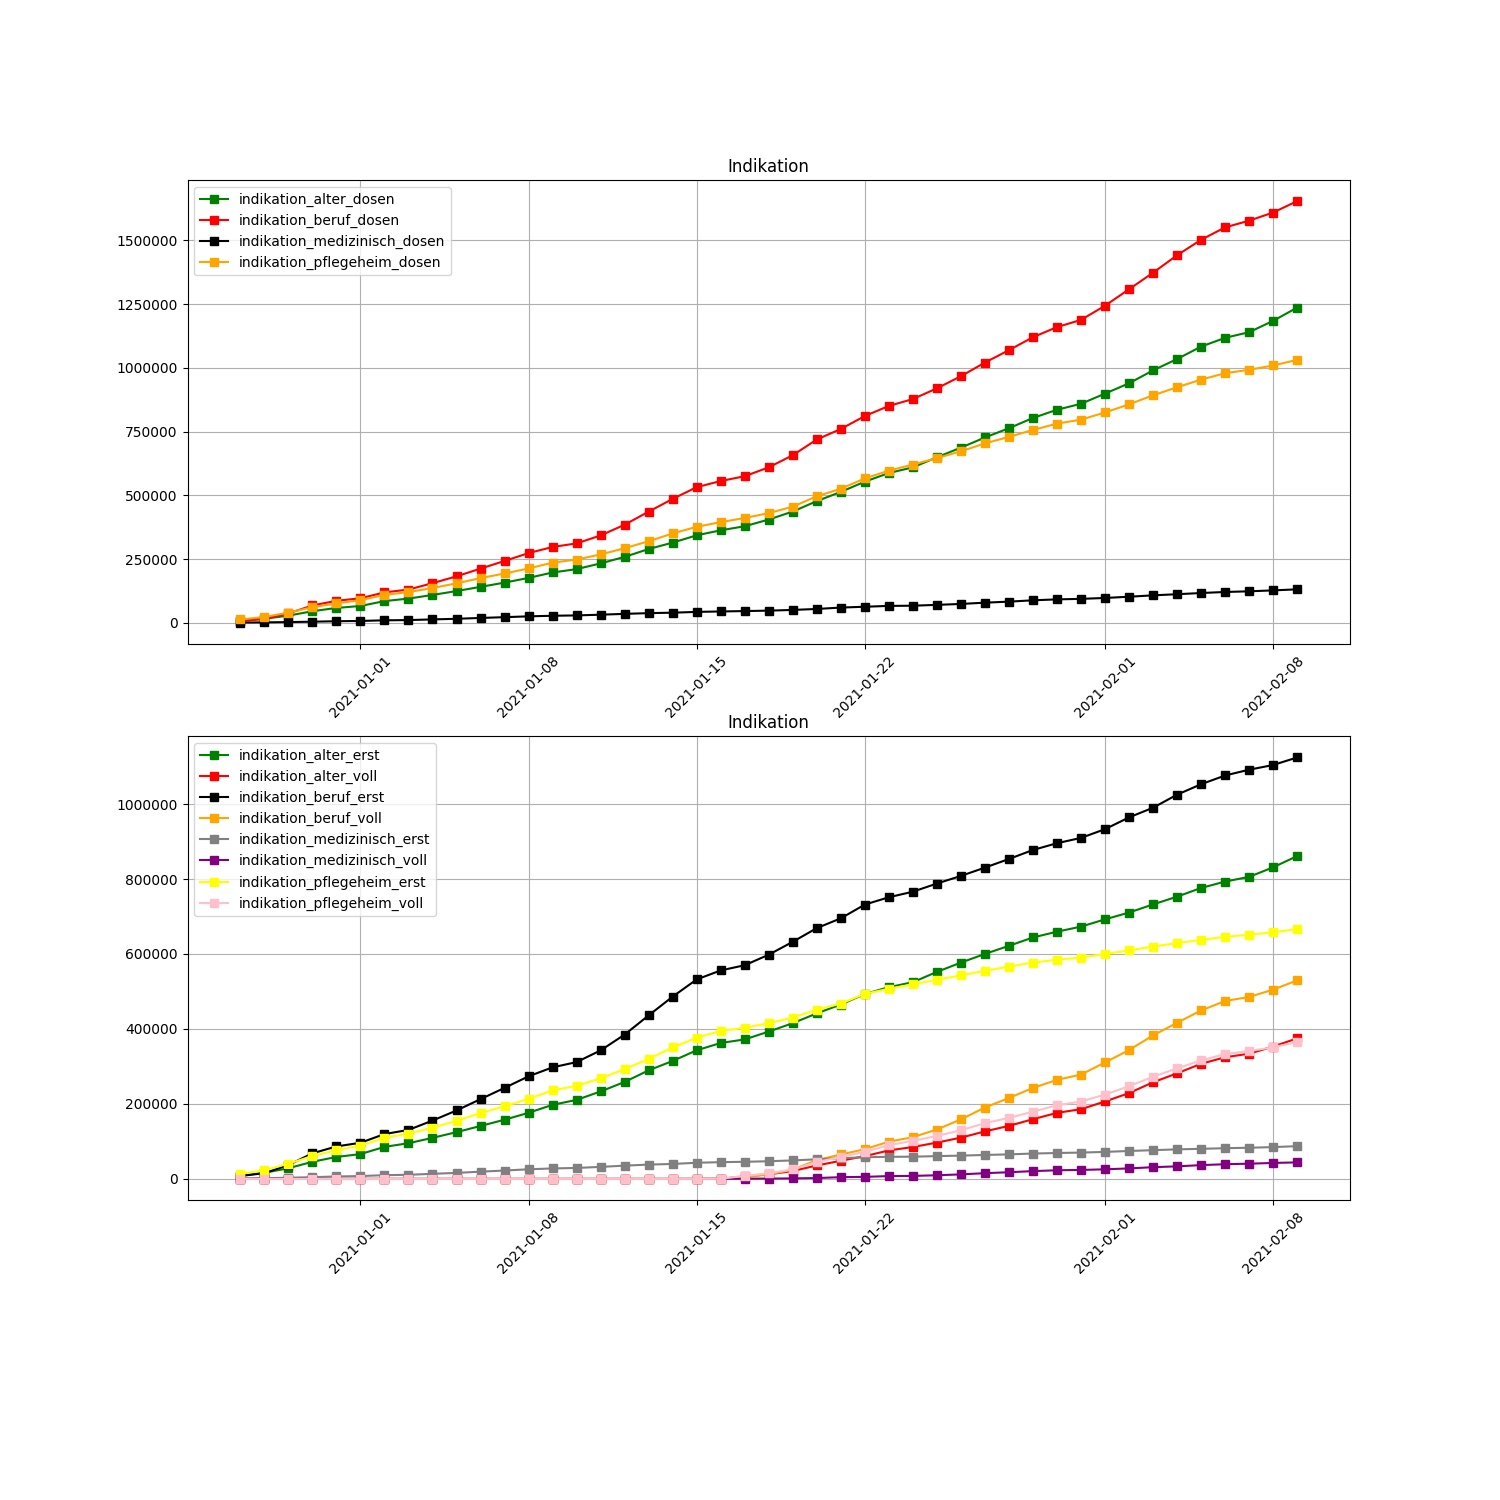 Indikation
indikation_alter_dosen
indikation_beruf_dosen
indikation_medizinisch_dosen
indikation_pflegeheim_dosen
1500000
1250000
1000000
750000
500000
250000
0
2021-01-01
2021-01-08
2021-01-15
2021-01-22
2021-02-01
2021-02-08
Indikation
indikation_alter_erst
indikation_alter_voll
indikation_beruf_erst
indikation_beruf_voll
indikation_medizinisch_erst
indikation_medizinisch_voll
indikation_pflegeheim_erst
indikation_pflegeheim_voll
1000000
800000
600000
400000
200000
0
2021-01-01
2021-01-08
2021-01-15
2021-01-22
2021-02-01
2021-02-08